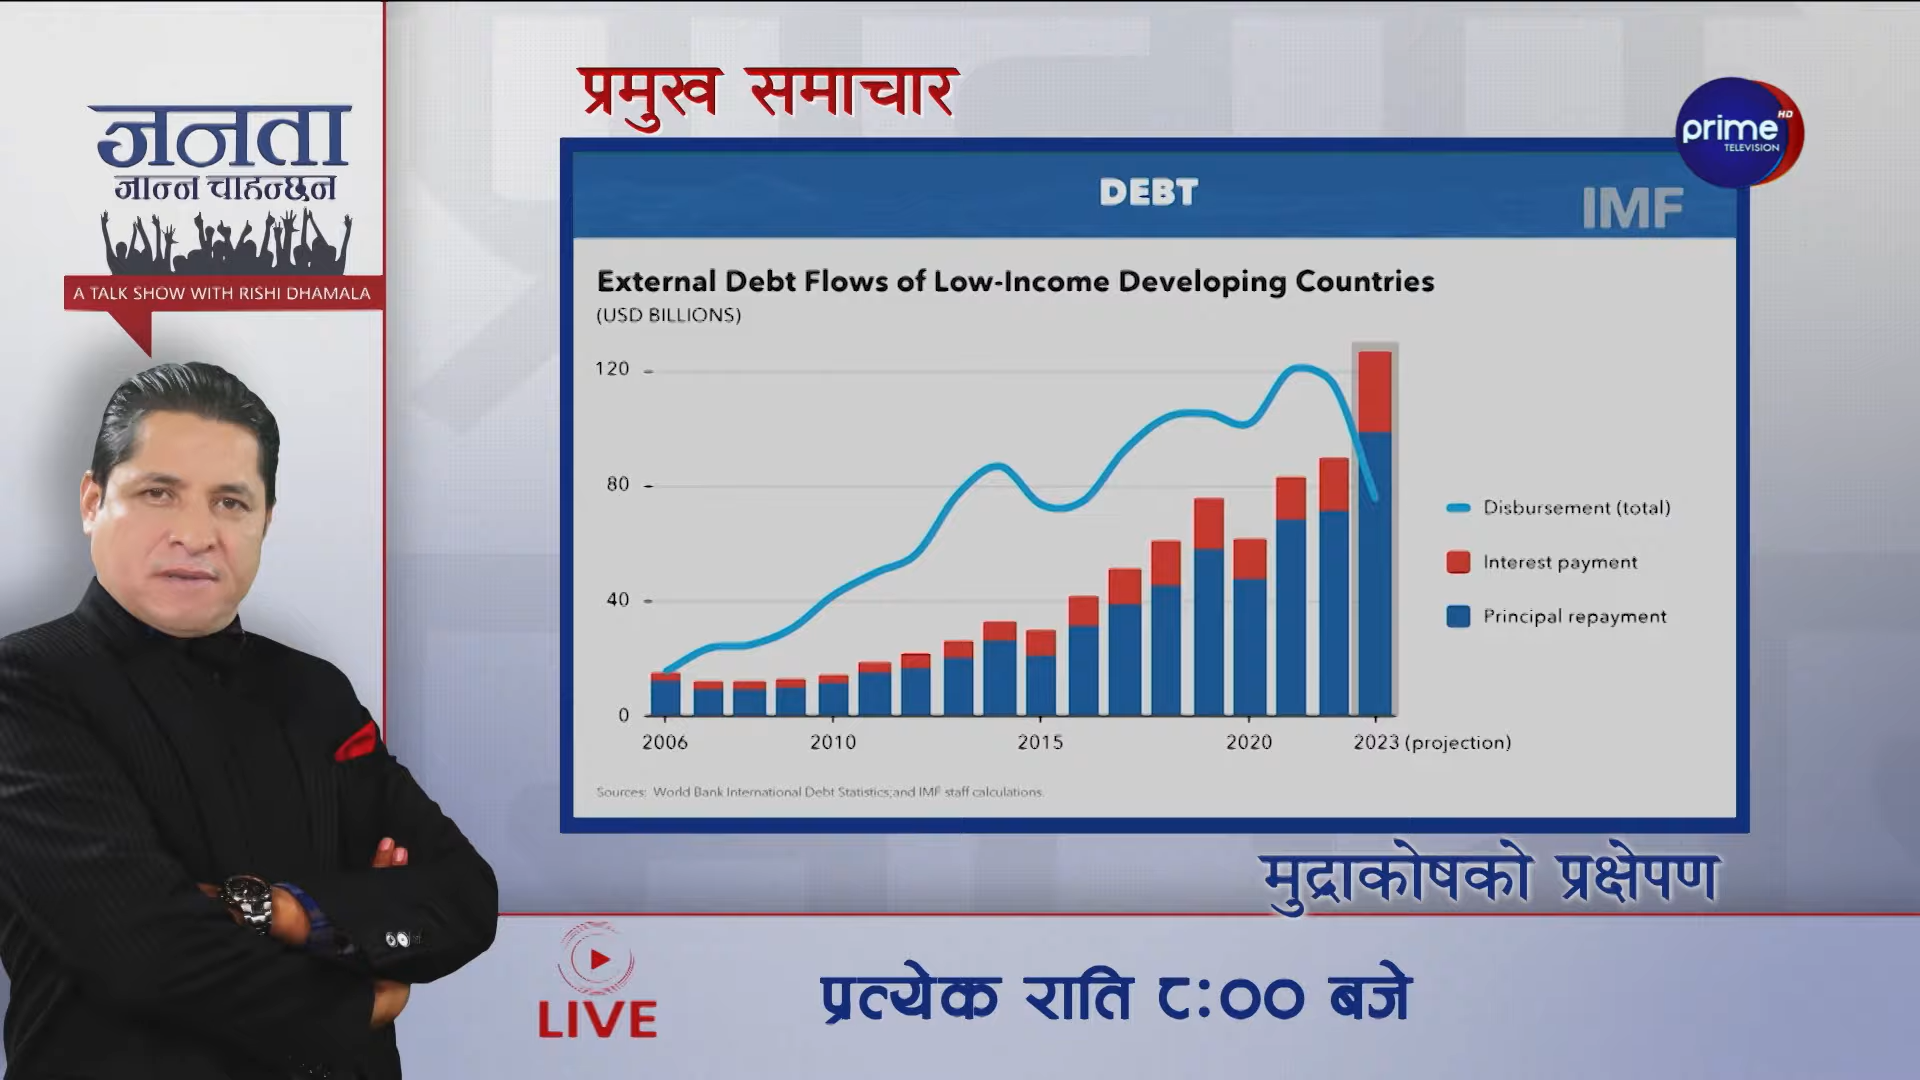 जनता
जान्न चाहन्छन
A TALK SHOW WITH RISHI DHAMALA
प्रमुख समाचार
prime HD
TELEVISION
DEBT
IMF
External Debt Flows of Low-Income Developing Countries
(USD BILLIONS)
120
80
40
0
2006 2010 2015 2020 2023 (projection)
Disbursement (total)
Interest payment
Principal repayment
Sources: World Bank International Debt Statistics;and IMF staff calculations.
मुद्राकोषको प्रक्षेपण
LIVE
प्रत्येक राति ८:०० बजे